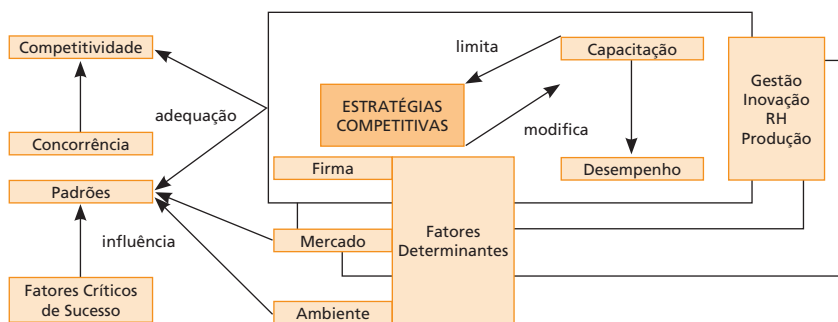 Competitividade
Concorrência
Padrões
Fatores Críticos
de Sucesso
adequação
influência
limita
ESTRATÉGIAS
COMPETITIVAS
modifica
Capacitação
Desempenho
Gestão
Inovação
RH
Produção
Firma
Mercado
Ambiente
Fatores
Determinantes